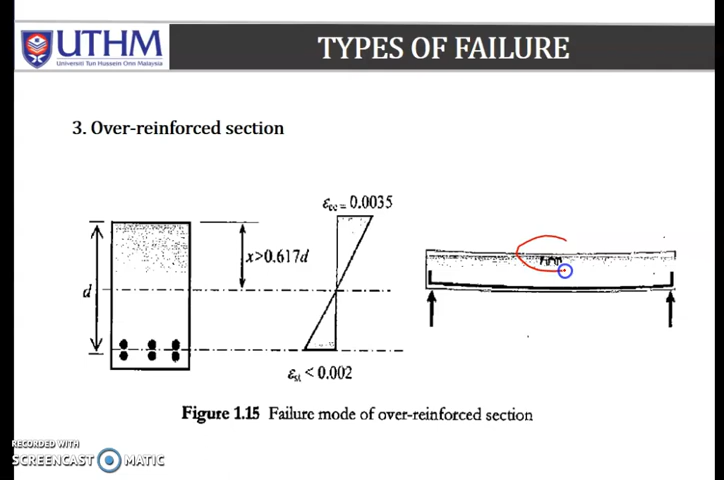 UTHM
Universiti Tun Hussein Onn Malaysia
TYPES OF FAILURE
3. Over-reinforced section
d
x>0.617d
εcc = 0.0035
εst < 0.002
Figure 1.15 Failure mode of over-reinforced section
RECORDED WITH
SCREENCAST MATIC